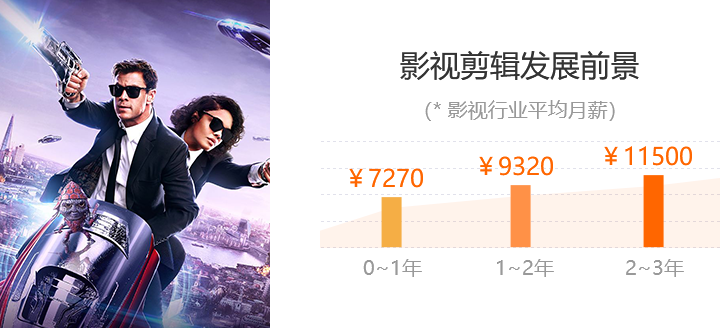 影视剪辑发展前景
(* 影视行业平均月薪)
￥7270
￥9320
￥11500
0~1年
1~2年
2~3年